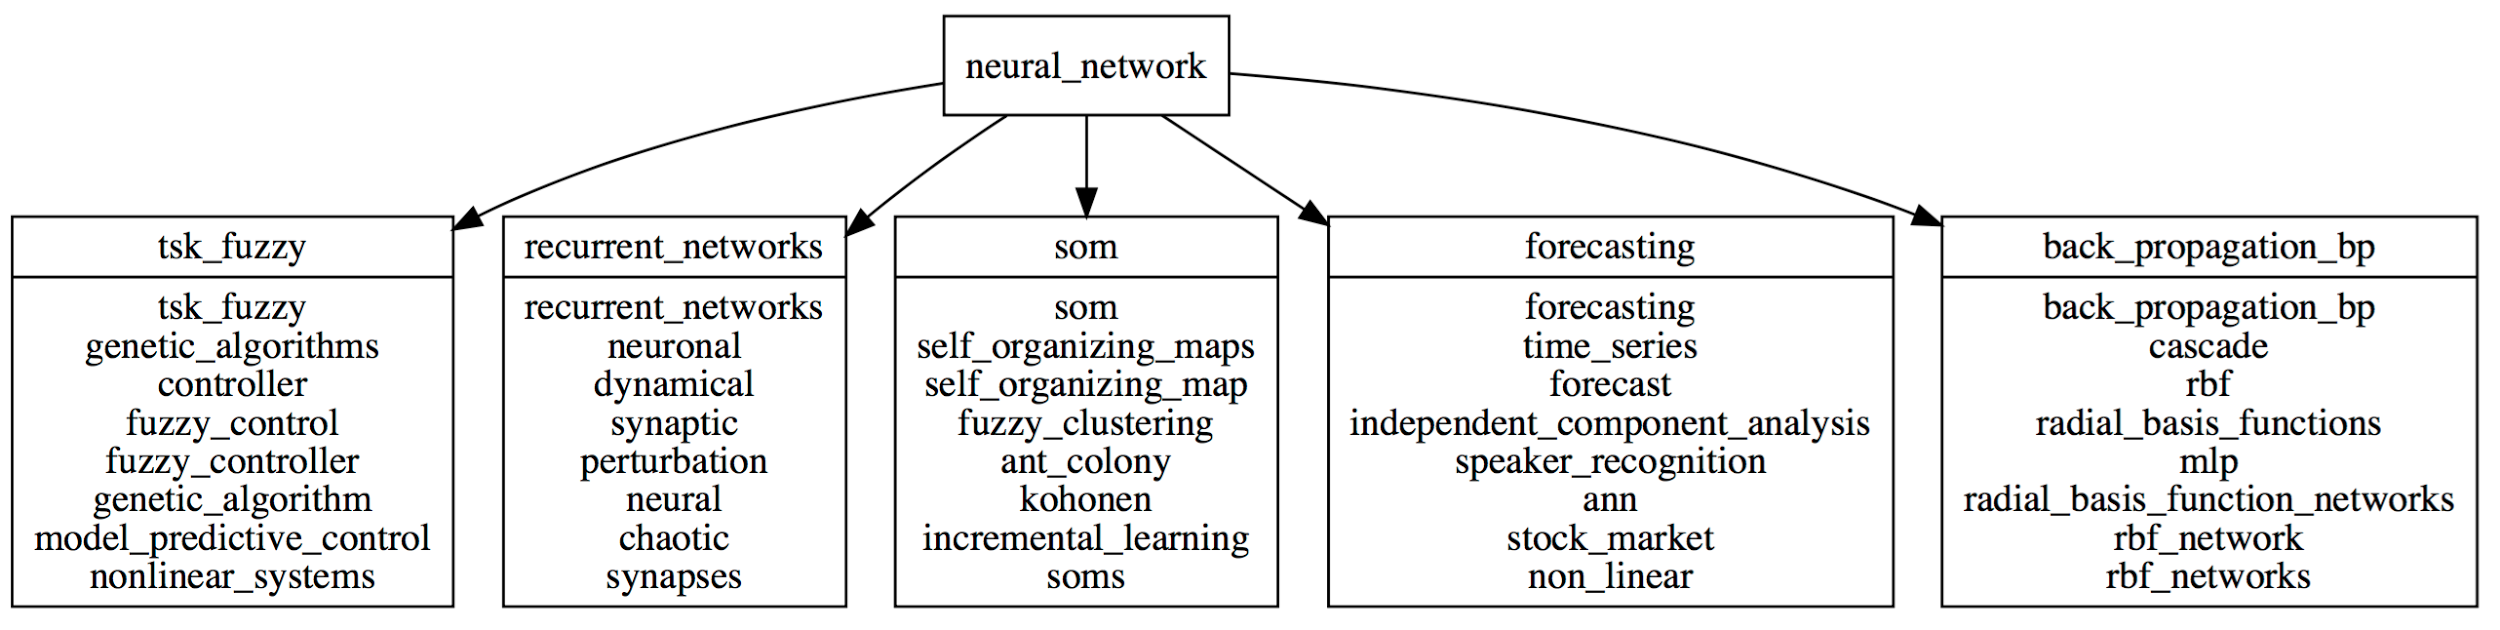 neural_network
tsk_fuzzy
tsk_fuzzy
genetic_algorithms
controller
fuzzy_control
fuzzy_controller
genetic_algorithm
model_predictive_control
nonlinear_systems
recurrent_networks
recurrent_networks
neuronal
dynamical
synaptic
perturbation
neural
chaotic
synapses
som
som
self_organizing_maps
self_organizing_map
fuzzy_clustering
ant_colony
kohonen
incremental_learning
soms
forecasting
forecasting
time_series
forecast
independent_component_analysis
speaker_recognition
ann
stock_market
non_linear
back_propagation_bp
back_propagation_bp
cascade
rbf
radial_basis_functions
mlp
radial_basis_function_networks
rbf_network
rbf_networks